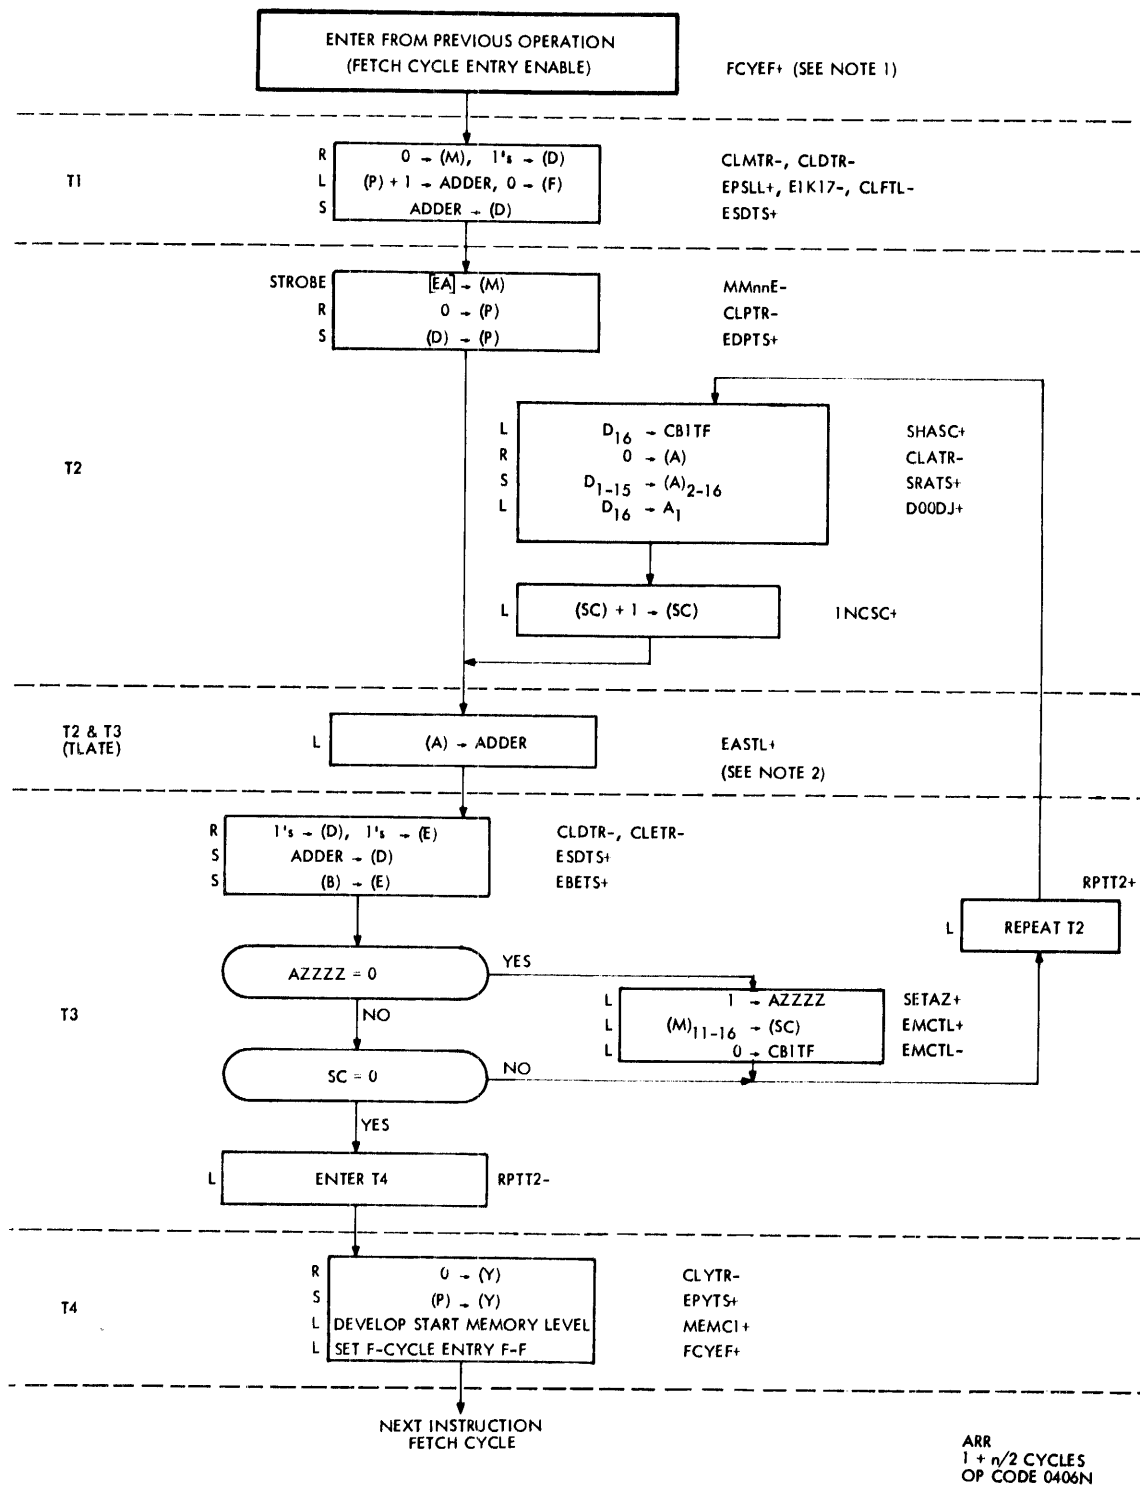 ENTER FROM PREVIOUS OPERATION
(FETCH CYCLE ENTRY ENABLE)
FCYEF+ (SEE NOTE 1)
T1
R 0 → (M), 1's → (D) CLMTR-, CLDTR-
L (P) + 1 → ADDER, 0 → (F) EPSLL+, E1K17-, CLFTL-
S ADDER → (D) ESDTS+
T2
STROBE [EA] → (M) MMnnE-
R 0 → (P) CLPTR-
S (D) → (P) EDPTS+
L D16 → CBITF SHASC+
R 0 → (A) CLATR-
S D1-15 → (A)2-16 SRATS+
L D16 → A1 D00DJ+
L (SC) + 1 → (SC) INCSC+
T2 & T3
(TLATE)
L (A) → ADDER EASTL+
(SEE NOTE 2)
T3
R 1's → (D), 1's → (E) CLDTR-, CLETR-
S ADDER → (D) ESDTS+
S (B) → (E) EBETS+
RPTT2+
L REPEAT T2
AZZZZ = 0
YES
NO
L 1 → AZZZZ SETAZ+
L (M)11-16 → (SC) EMCTL+
L 0 → CBITF EMCTL-
SC = 0
NO
YES
L ENTER T4 RPTT2-
T4
R 0 → (Y) CLYTR-
S (P) → (Y) EPYTS+
L DEVELOP START MEMORY LEVEL MEMC1+
L SET F-CYCLE ENTRY F-F FCYEF+
NEXT INSTRUCTION
FETCH CYCLE
ARR
1 + n/2 CYCLES
OP CODE 0406N